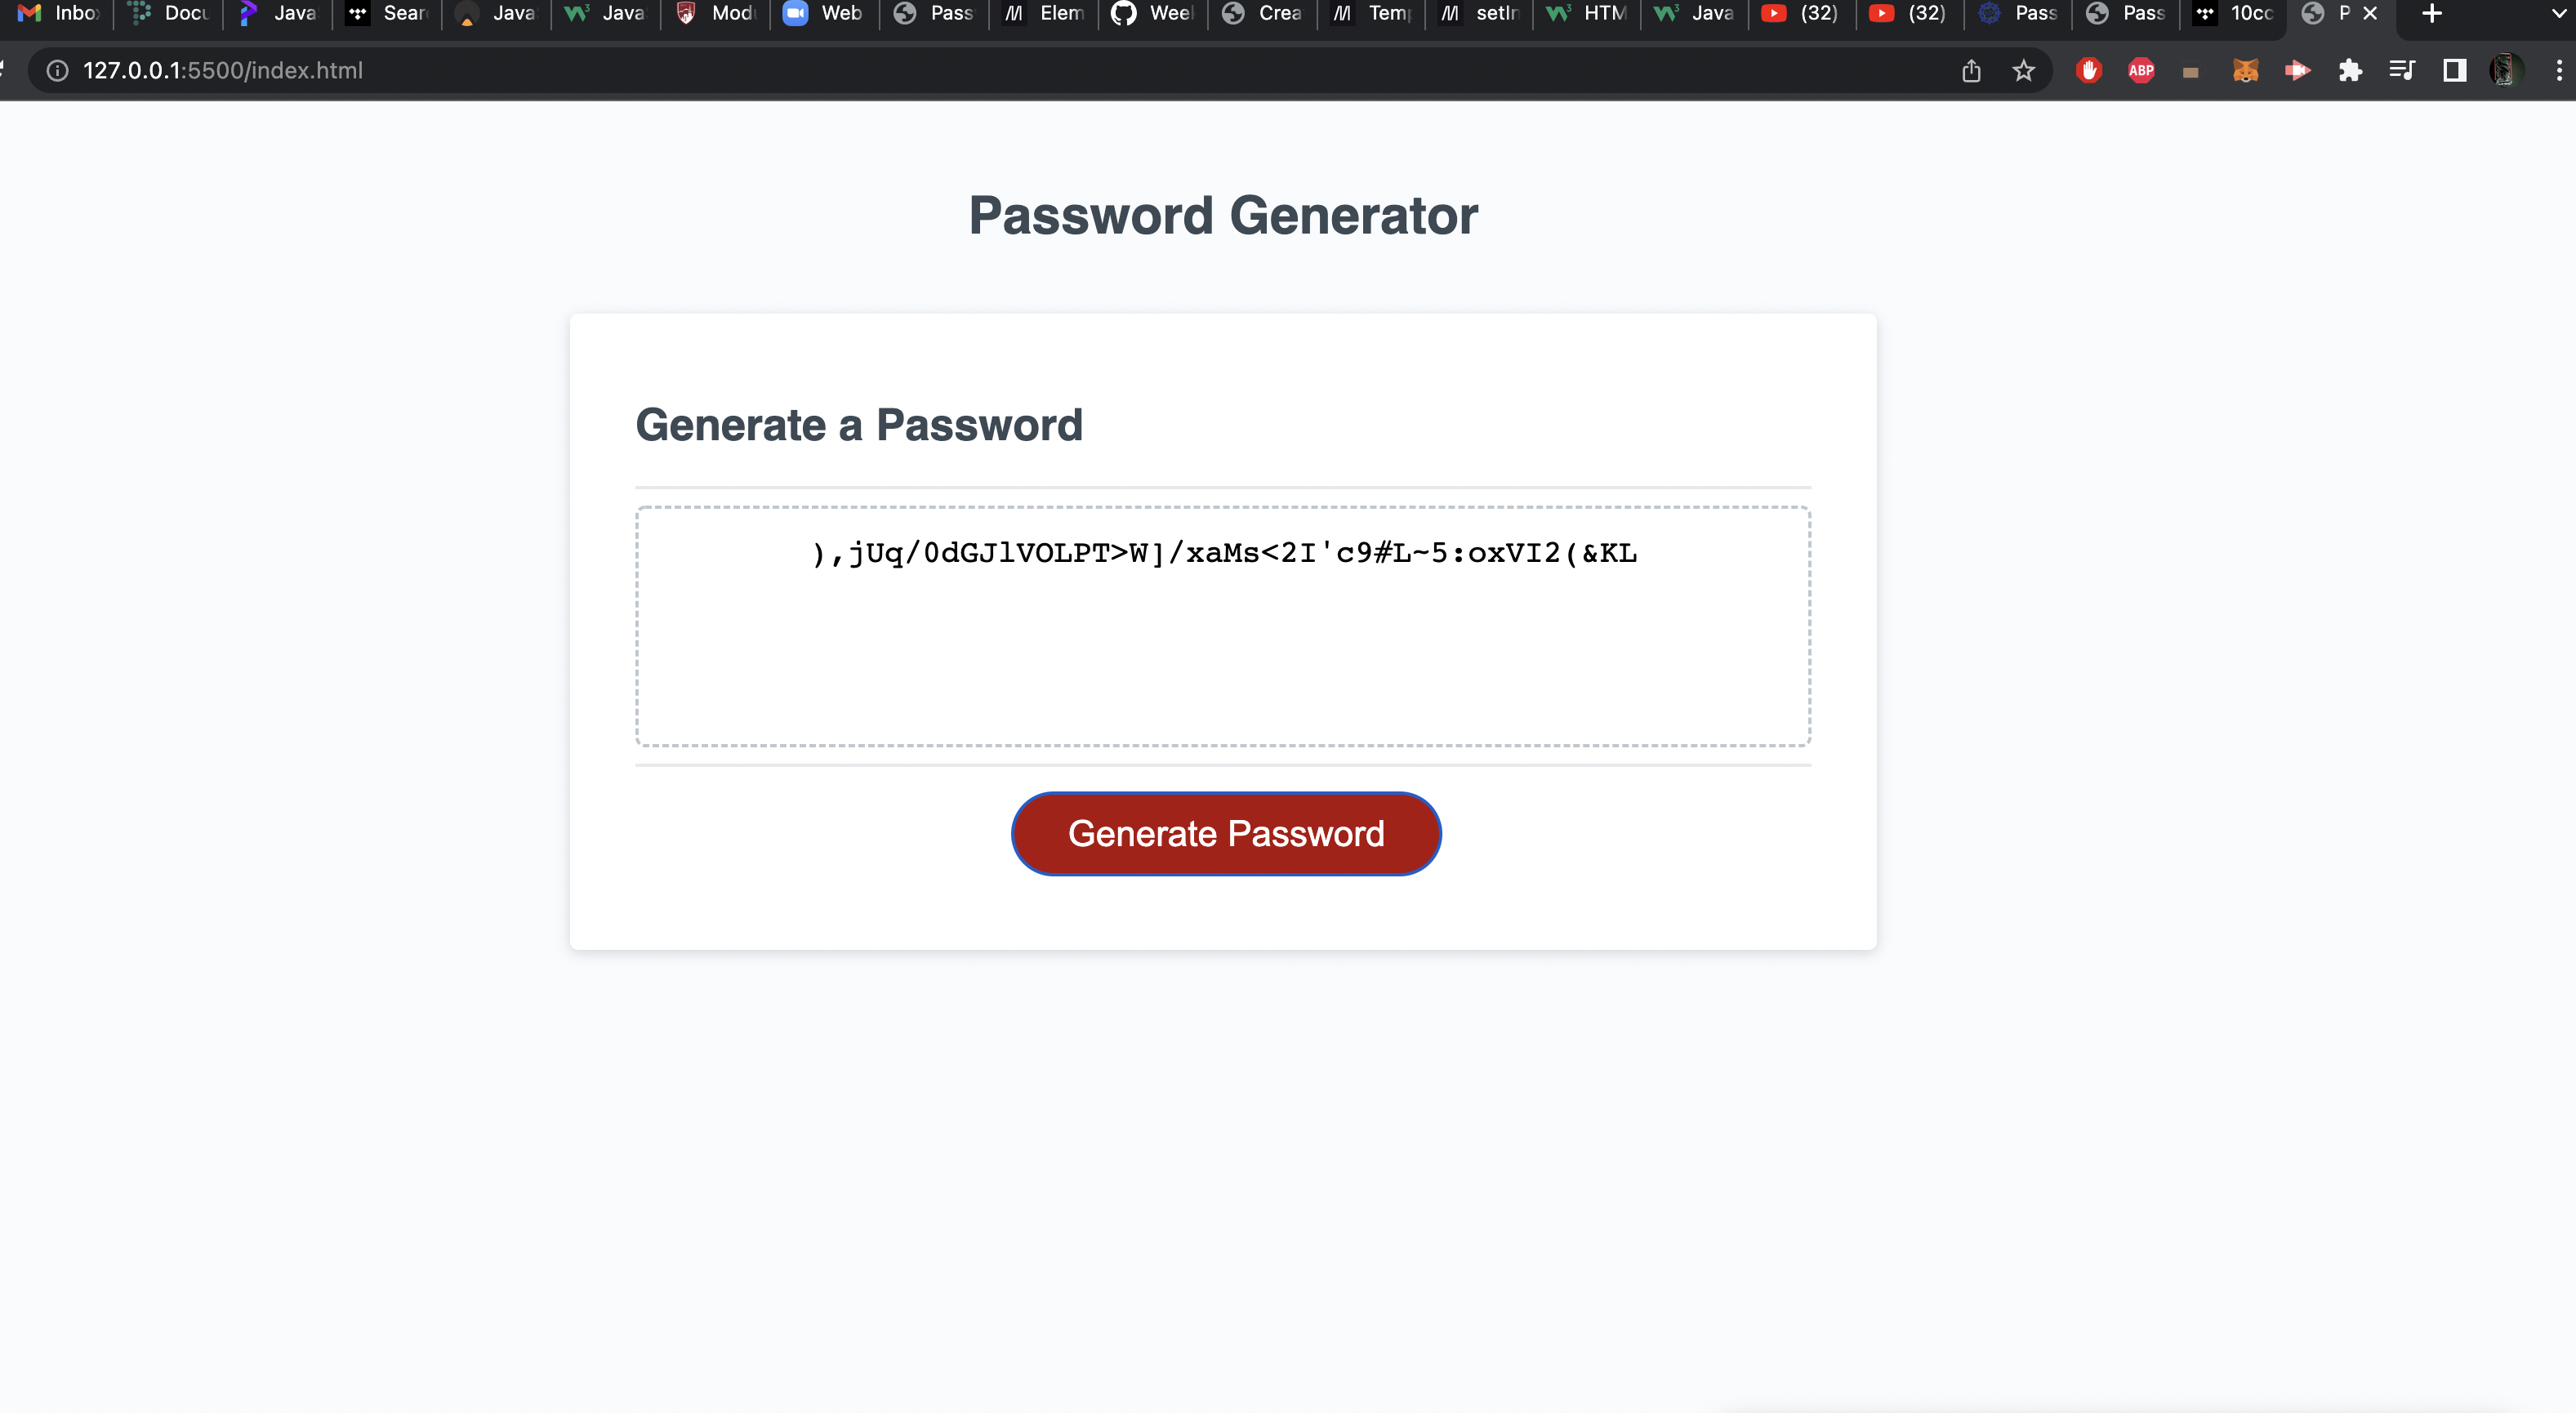 Inbo Docu Java Sear Java Java Mod Web Pass Elem Week Crea Temp setIn HTM Java (32) (32) Pass Pass 10cc P
127.0.0.1:5500/index.html ABP
Password Generator
Generate a Password
),jUq/0dGJlVOLPT>W]/xaMs<2I'c9#L~5:oxVI2(&KL
Generate Password